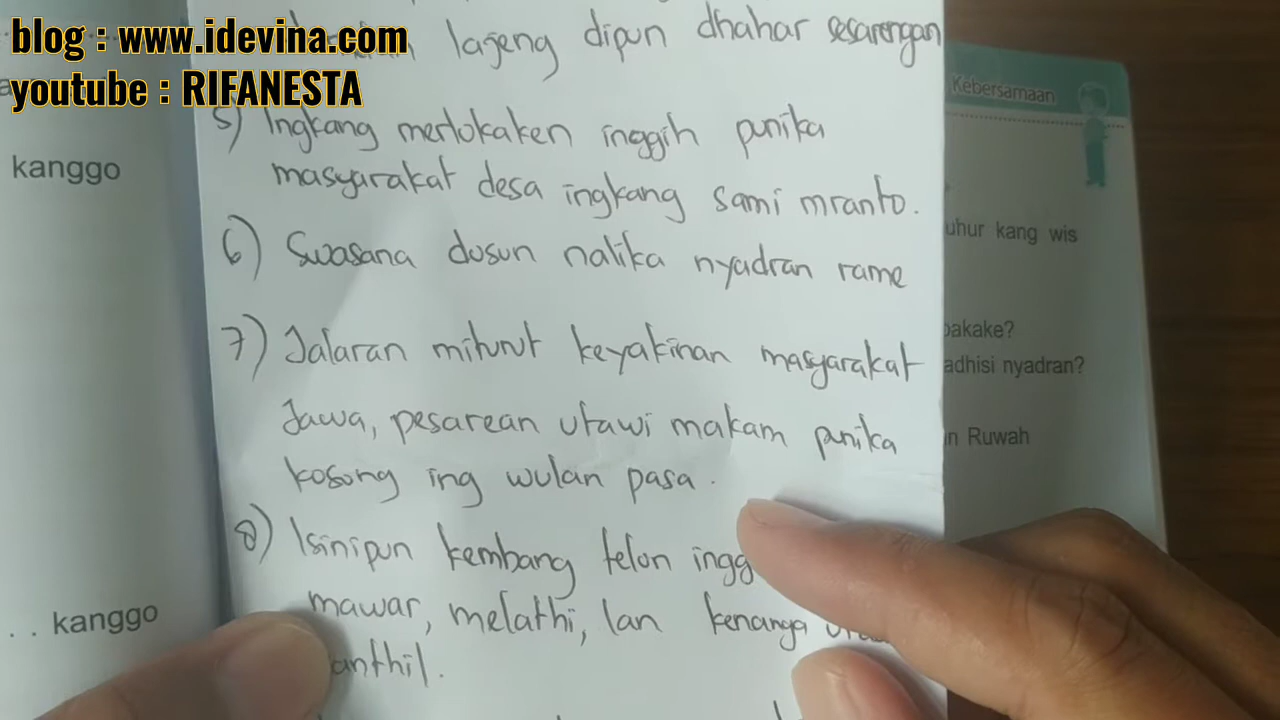 blog : www.idevina.com
youtube : RIFANESTA
lajeng dipun dhahar sesarengan
5) Ingkang merlokaken inggih punika
masyarakat desa ingkang sami mranto.
6) Swasana dusun nalika nyadran rame
7) Jalaran miturut keyakinan masyarakat
Jawa, pesarean utawi makam punika
kosong ing wulan pasa.
8) Isinipun kembang telon ingg
mawar, melathi, lan kenanga
anthil.
kanggo
. . kanggo
Kebersamaan
uhur kang wis
pakake?
adhisi nyadran?
n Ruwah